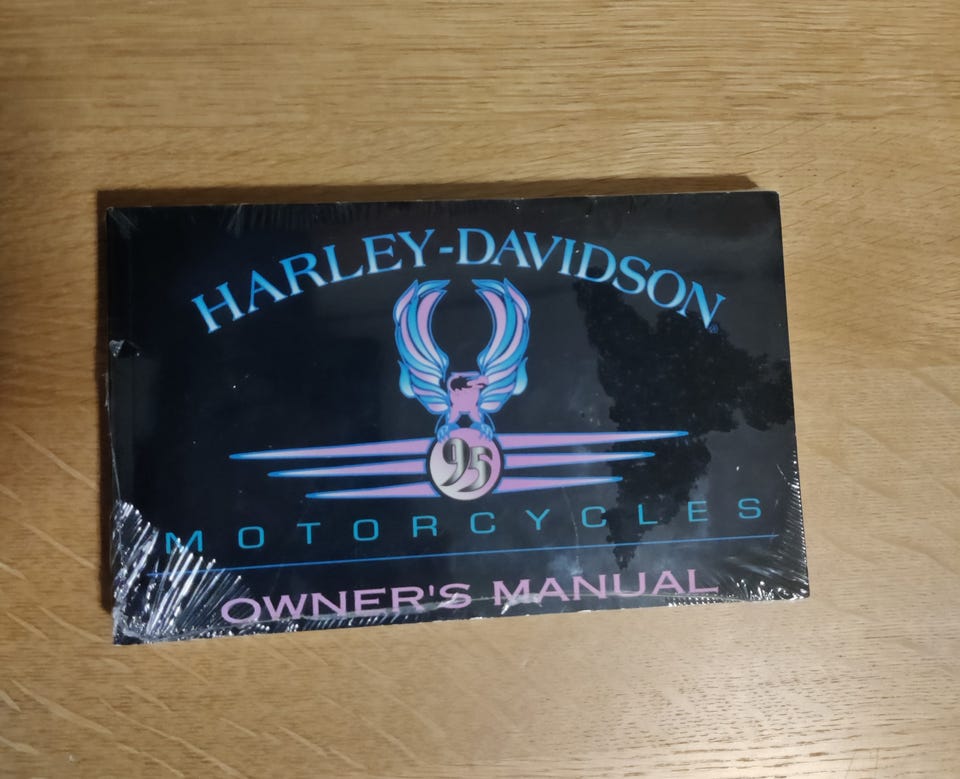 HARLEY-DAVIDSON®
95
MOTORCYCLES
OWNER'S MANUAL